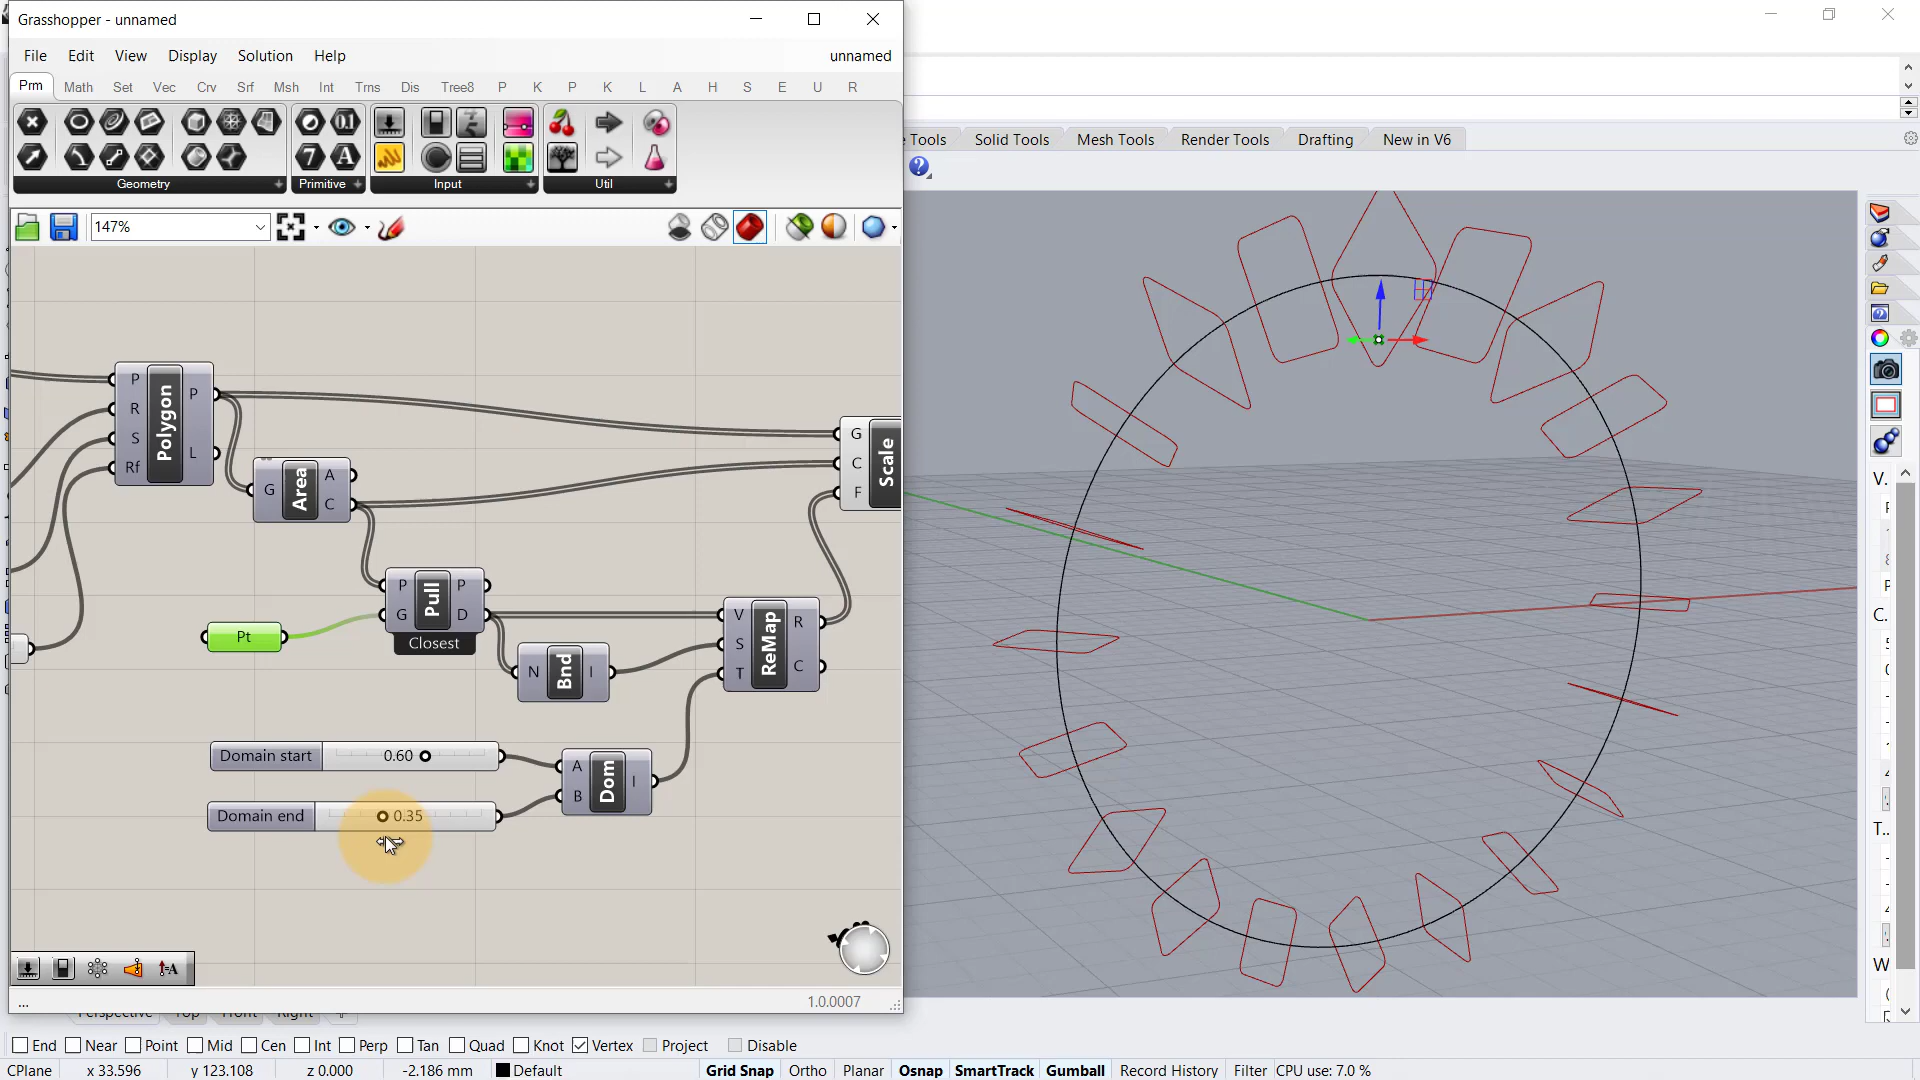 Grasshopper - unnamed
File Edit View Display Solution Help unnamed
Prm Math Set Vec Crv Srf Msh Int Trns Dis Tree8 P K P K L A H S E U R
Geometry Primitive Input Util
147%
e Tools Solid Tools Mesh Tools Render Tools Drafting New in V6
P R S Rf Polygon P L
G Area A C
G C F Scale
P G Pull P D
Closest
Pt
N Bnd I
V S T ReMap R C
Domain start 0.60
Domain end 0.35
A B Dom I
V.
C.
T...
W
...
1.0.0007
Perspective Top Front Right
End Near Point Mid Cen Int Perp Tan Quad Knot Vertex Project Disable
CPlane x 33.596 y 123.108 z 0.000 -2.186 mm Default Grid Snap Ortho Planar Osnap SmartTrack Gumball Record History Filter CPU use: 7.0 %